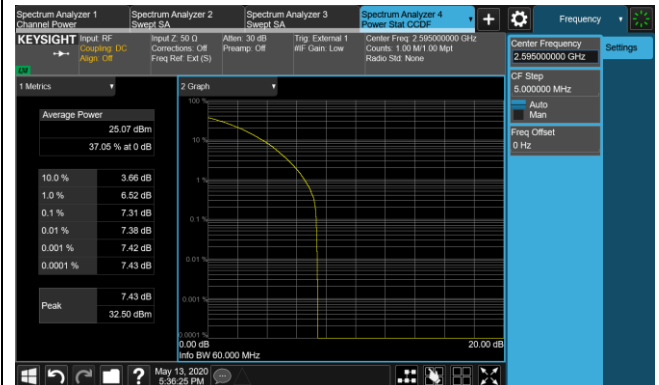 Spectrum Analyzer 1
Channel Power
Spectrum Analyzer 2
Swept SA
Spectrum Analyzer 3
Swept SA
Spectrum Analyzer 4
Power Stat CCDF
Frequency
KEYSIGHT
Input: RF
Coupling: DC
Align: Off
Input Z: 50 Ω
Corrections: Off
Freq Ref: Ext (S)
Atten: 30 dB
Preamp: Off
Trig: External 1
#IF Gain: Low
Center Freq: 2.595000000 GHz
Counts: 1.00 M/1.00 Mpt
Radio Std: None
Center Frequency
2.595000000 GHz
Settings
CF Step
5.000000 MHz
Auto
Man
Freq Offset
0 Hz
1 Metrics
Average Power
25.07 dBm
37.05 % at 0 dB
10.0 % 3.66 dB
1.0 % 6.52 dB
0.1 % 7.31 dB
0.01 % 7.38 dB
0.001 % 7.42 dB
0.0001 % 7.43 dB
Peak
7.43 dB
32.50 dBm
2 Graph
100 %
10 %
1 %
0.1 %
0.01 %
0.001 %
0.0001 %
0.00 dB
20.00 dB
Info BW 60.000 MHz
?
May 13, 2020
5:36:25 PM